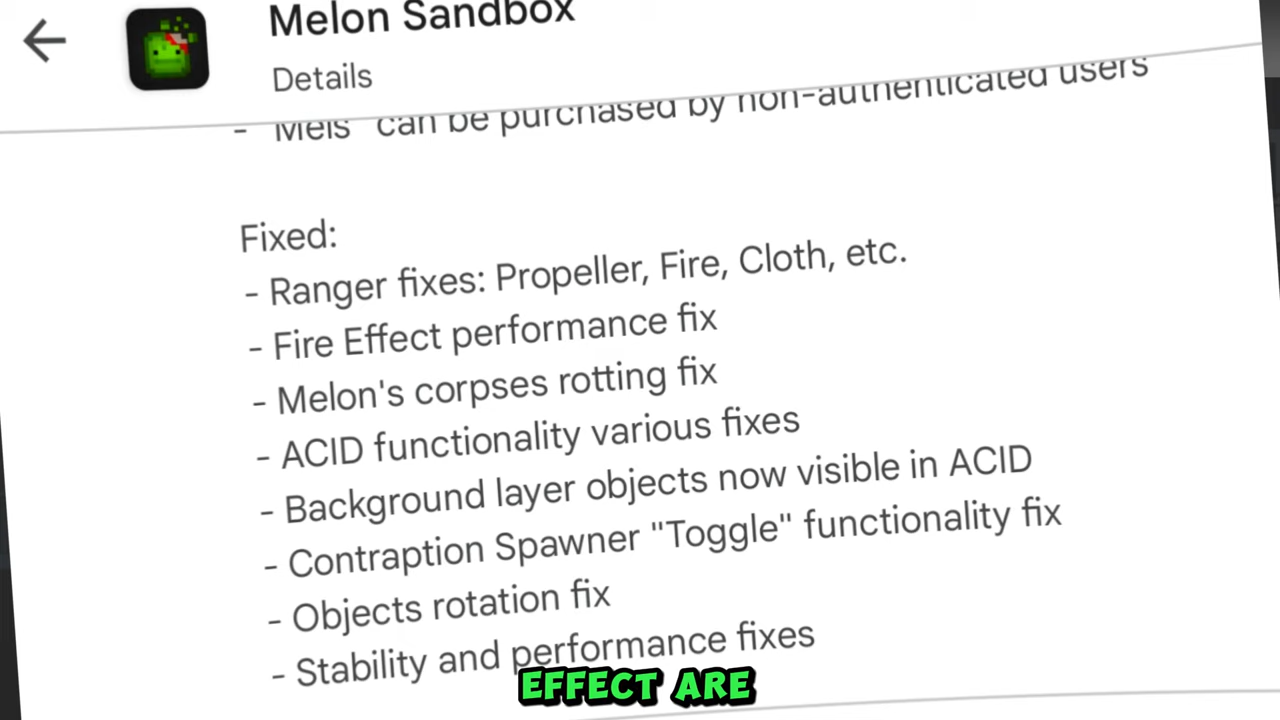 Melon Sandbox
Details
- "Mels" can be purchased by non-authenticated users
Fixed:
- Ranger fixes: Propeller, Fire, Cloth, etc.
- Fire Effect performance fix
- Melon's corpses rotting fix
- ACID functionality various fixes
- Background layer objects now visible in ACID
- Contraption Spawner "Toggle" functionality fix
- Objects rotation fix
- Stability and performance fixes
EFFECT ARE